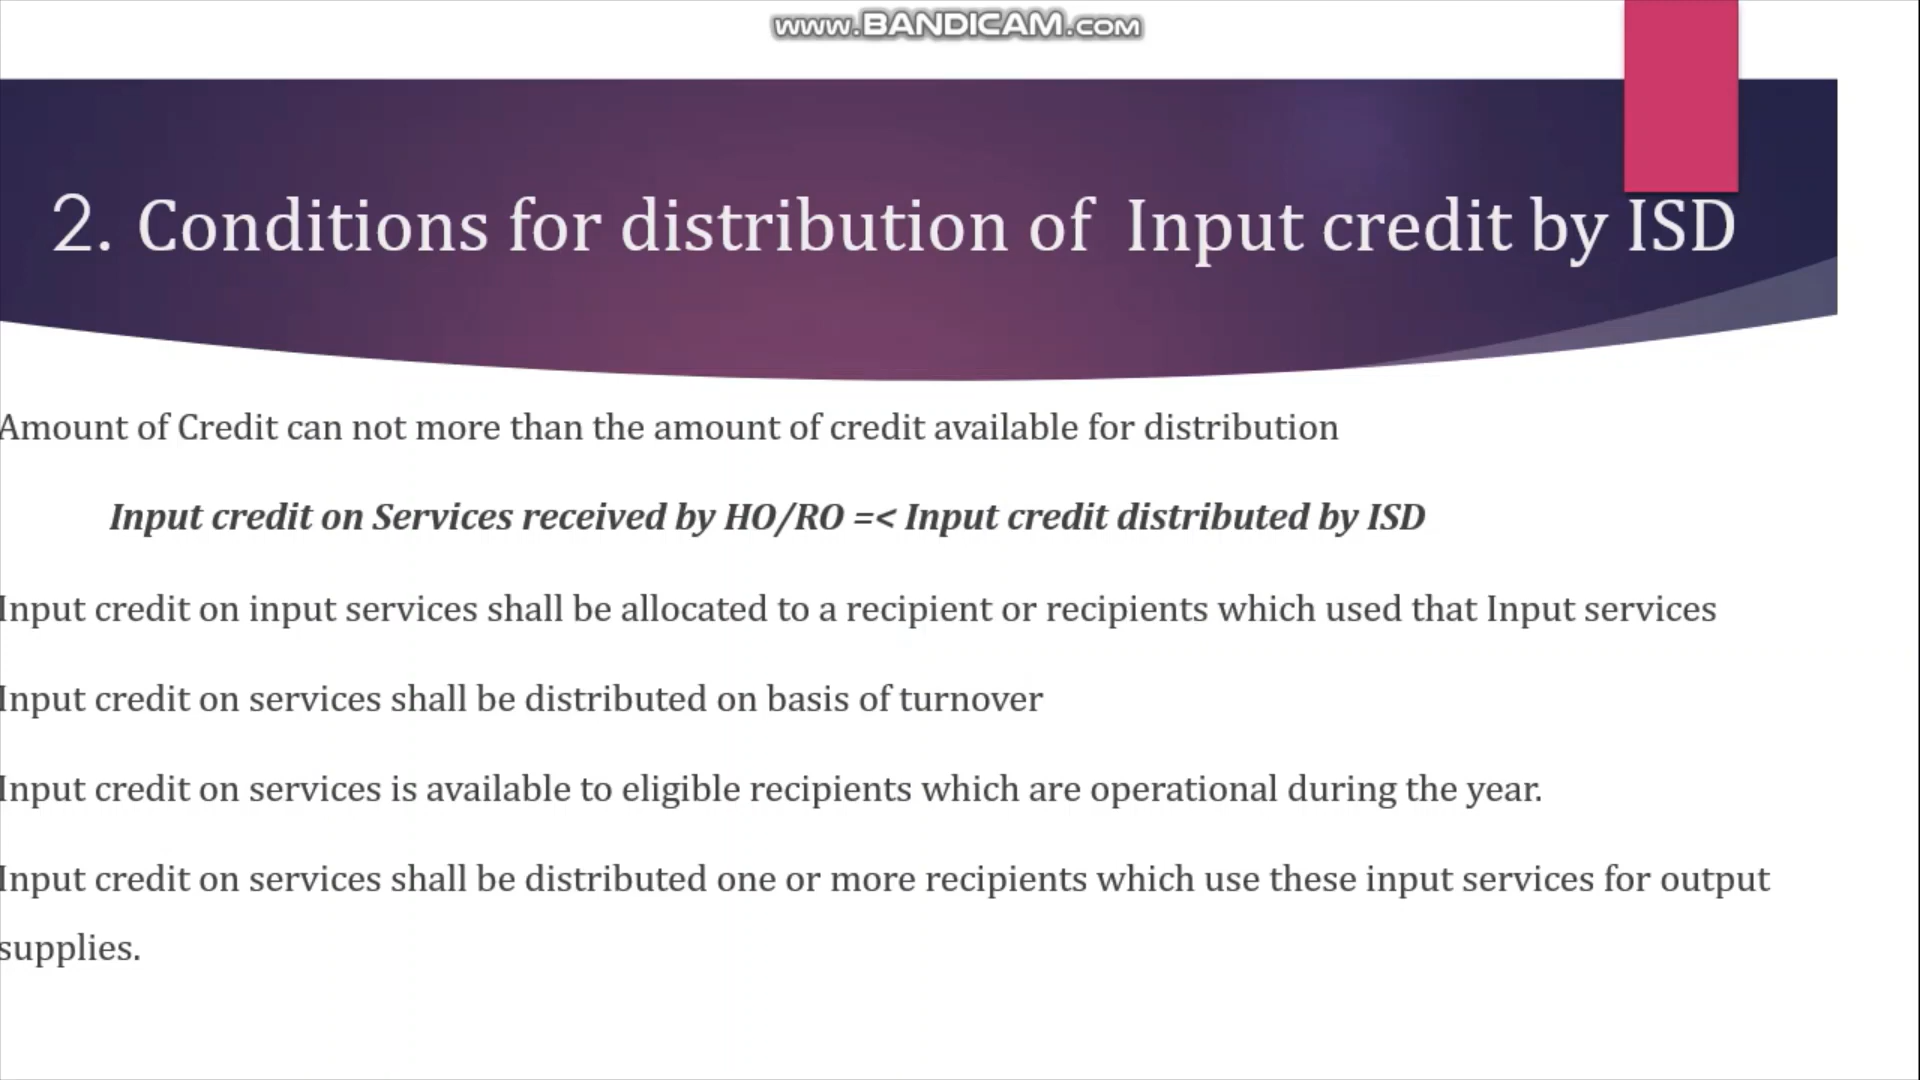 www.BANDICAM.com
2. Conditions for distribution of Input credit by ISD
Amount of Credit can not more than the amount of credit available for distribution
Input credit on Services received by HO/RO =< Input credit distributed by ISD
Input credit on input services shall be allocated to a recipient or recipients which used that Input services
Input credit on services shall be distributed on basis of turnover
Input credit on services is available to eligible recipients which are operational during the year.
Input credit on services shall be distributed one or more recipients which use these input services for output
supplies.